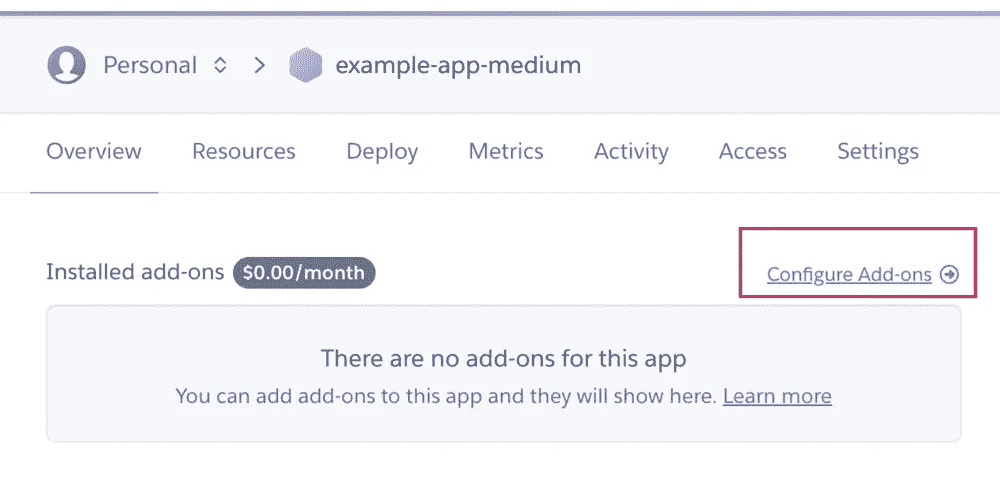 Personal example-app-medium
Overview Resources Deploy Metrics Activity Access Settings
Installed add-ons $0.00/month Configure Add-ons
There are no add-ons for this app
You can add add-ons to this app and they will show here. Learn more